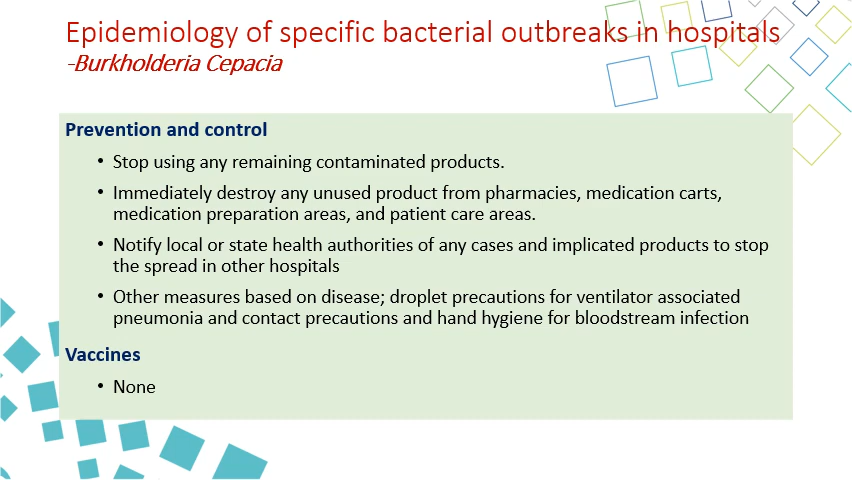 Epidemiology of specific bacterial outbreaks in hospitals
-Burkholderia Cepacia
Prevention and control
• Stop using any remaining contaminated products.
• Immediately destroy any unused product from pharmacies, medication carts,
medication preparation areas, and patient care areas.
• Notify local or state health authorities of any cases and implicated products to stop
the spread in other hospitals
• Other measures based on disease; droplet precautions for ventilator associated
pneumonia and contact precautions and hand hygiene for bloodstream infection
Vaccines
• None